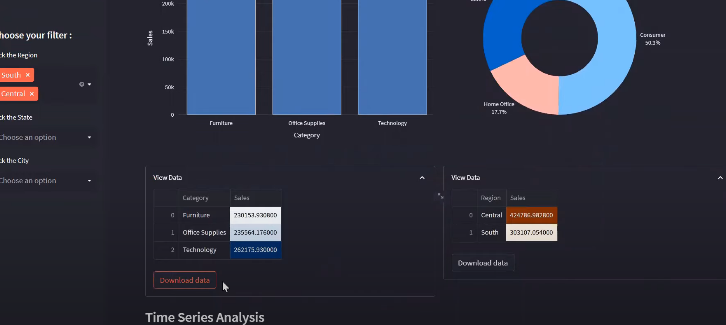 hoose your filter :
ck the Region
South ×
Central ×
ck the State
Choose an option
ck the City
Choose an option
200k
150k
100k
50k
0
Sales
Furniture
Office Supplies
Technology
Category
Consumer
50.3%
Home Office
17.7%
View Data
Category Sales
0 Furniture 230153.930800
1 Office Supplies 235564.176000
2 Technology 262175.930000
Download data
View Data
Region Sales
0 Central 424786.982800
1 South 303107.054000
Download data
Time Series Analysis